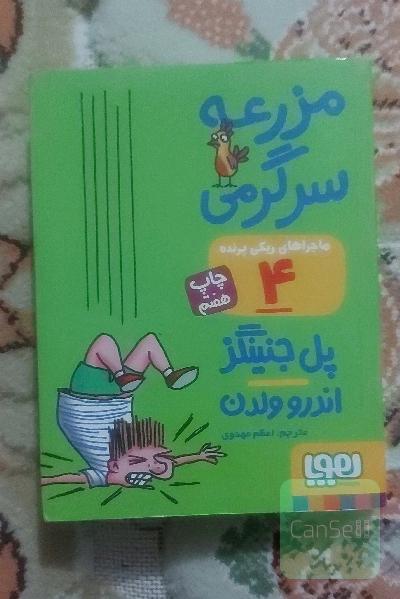 مزرعه
سرگرمی
ماجراهای ریکی پرنده
۴
چاپ
هفتم
پل جنینگز
اندرو ولدن
مترجم: اعظم مهدوی
هوپا
CanSell